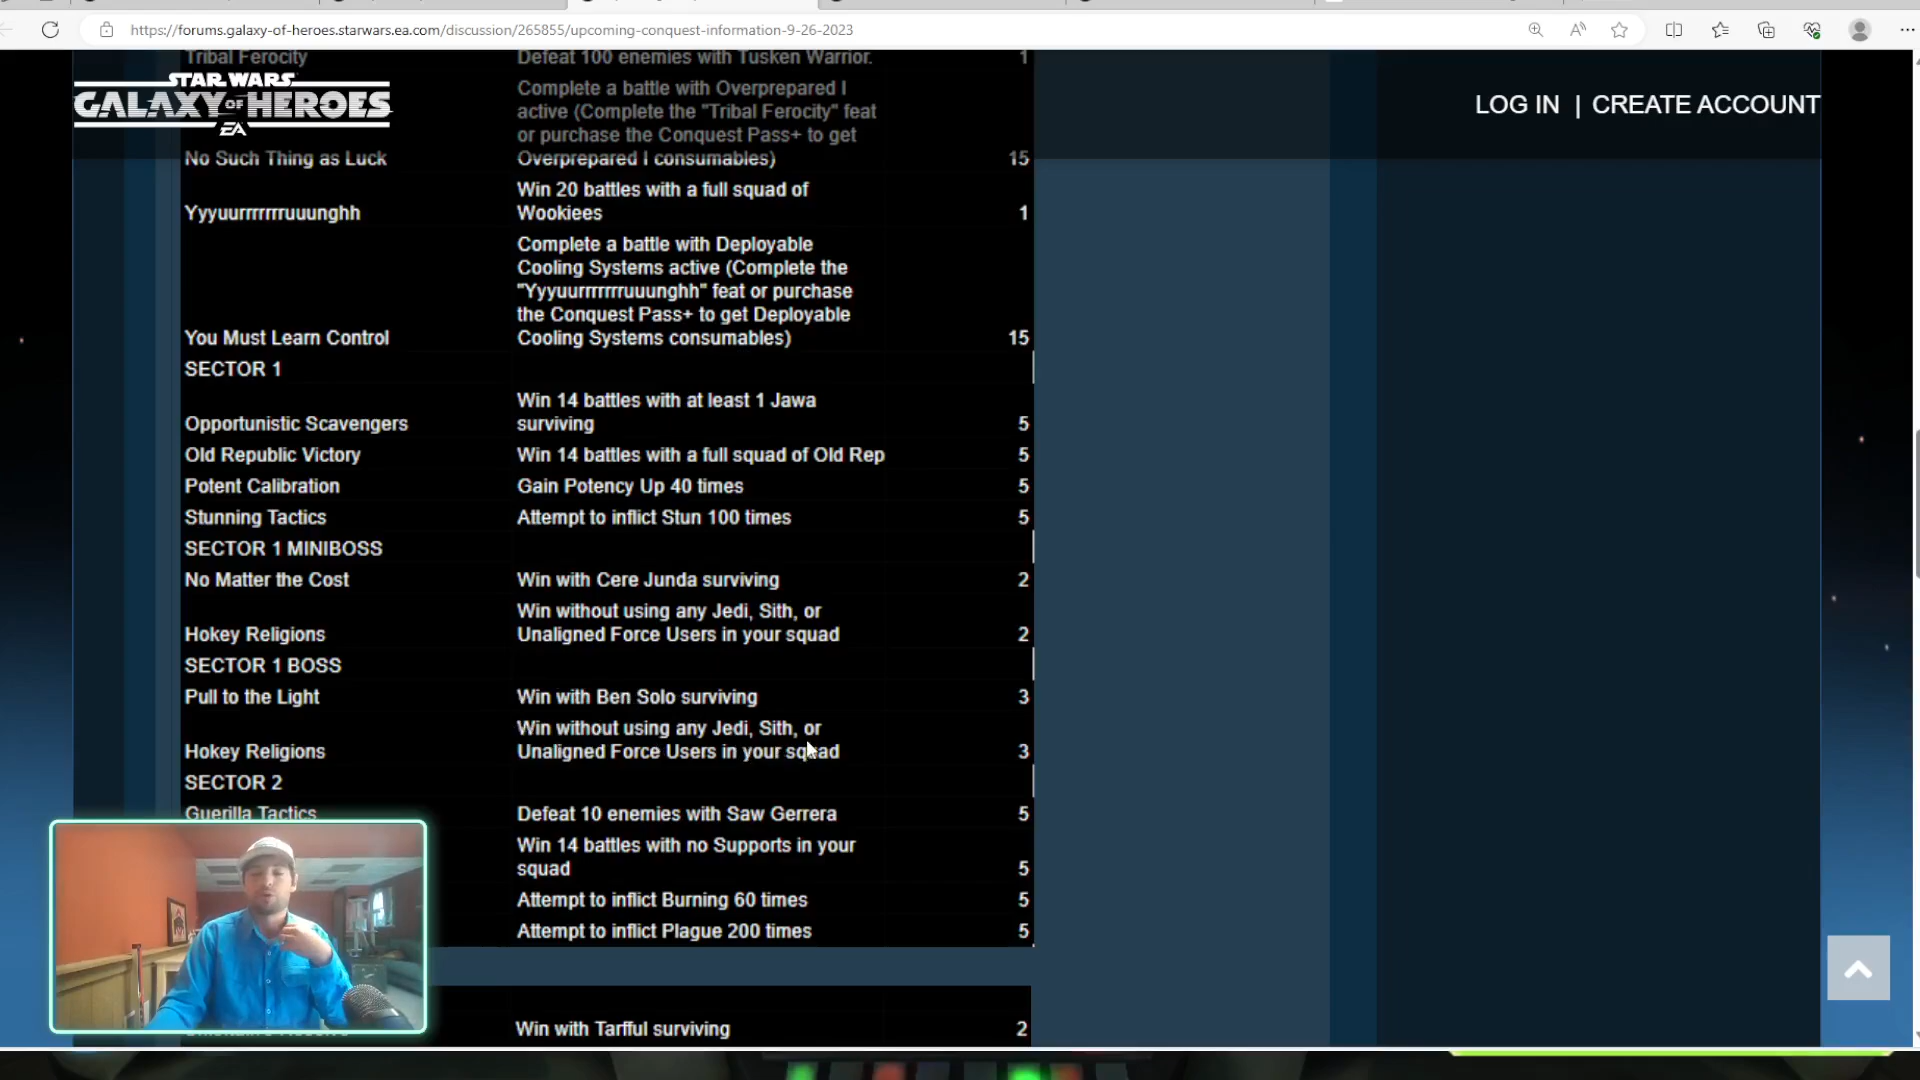 https://forums.galaxy-of-heroes.starwars.ea.com/discussion/265855/upcoming-conquest-information-9-26-2023
Tribal Ferocity Defeat 100 enemies with Tusken Warrior. 1
STAR WARS
GALAXY OF HEROES
EA
LOG IN | CREATE ACCOUNT
Complete a battle with Overprepared I
active (Complete the "Tribal Ferocity" feat
or purchase the Conquest Pass+ to get
No Such Thing as Luck Overprepared I consumables) 15
Win 20 battles with a full squad of
Yyyuurrrrrrruuunghh Wookiees 1
Complete a battle with Deployable
Cooling Systems active (Complete the
"Yyyuurrrrrrruuunghh" feat or purchase
the Conquest Pass+ to get Deployable
You Must Learn Control Cooling Systems consumables) 15
SECTOR 1
Win 14 battles with at least 1 Jawa
Opportunistic Scavengers surviving 5
Old Republic Victory Win 14 battles with a full squad of Old Rep 5
Potent Calibration Gain Potency Up 40 times 5
Stunning Tactics Attempt to inflict Stun 100 times 5
SECTOR 1 MINIBOSS
No Matter the Cost Win with Cere Junda surviving 2
Win without using any Jedi, Sith, or
Hokey Religions Unaligned Force Users in your squad 2
SECTOR 1 BOSS
Pull to the Light Win with Ben Solo surviving 3
Win without using any Jedi, Sith, or
Hokey Religions Unaligned Force Users in your squad 3
SECTOR 2
Guerilla Tactics Defeat 10 enemies with Saw Gerrera 5
Win 14 battles with no Supports in your
squad 5
Attempt to inflict Burning 60 times 5
Attempt to inflict Plague 200 times 5
Win with Tarfful surviving 2